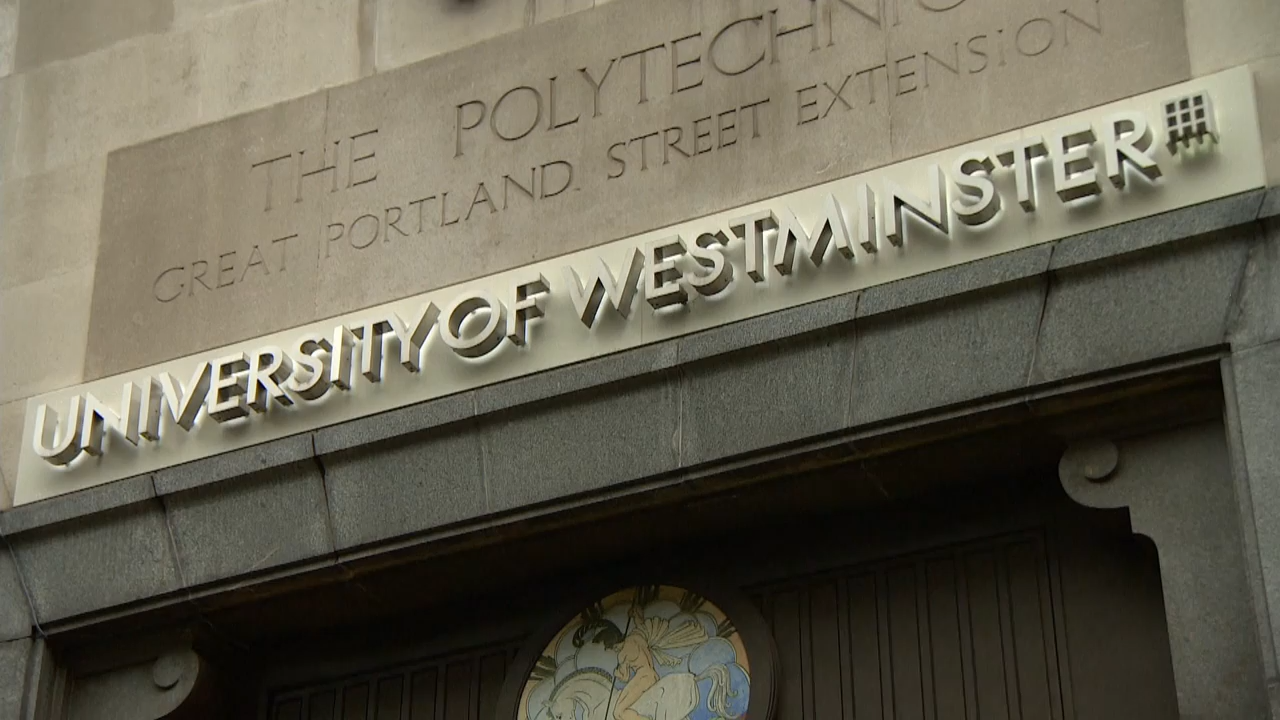 THE POLYTECHNIC
GREAT PORTLAND STREET EXTENSION
UNIVERSITY OF WESTMINSTER